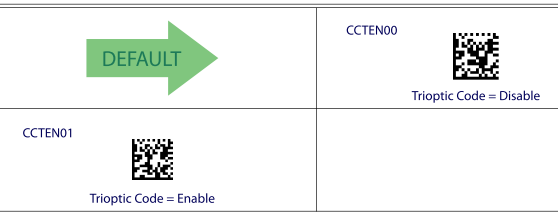 DEFAULT
CCTEN00
Trioptic Code = Disable
CCTEN01
Trioptic Code = Enable